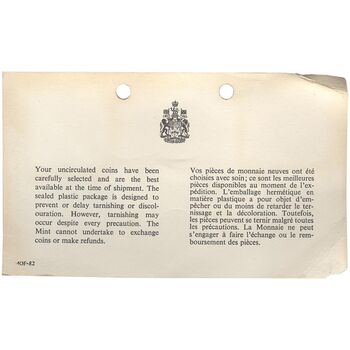 Your uncirculated coins have been
carefully selected and are the best
available at the time of shipment. The
sealed plastic package is designed to
prevent or delay tarnishing or discol-
ouration. However, tarnishing may
occur despite every precaution. The
Mint cannot undertake to exchange
coins or make refunds.
Vos pièces de monnaie neuves ont été
choisies avec soin; ce sont les meilleures
pièces disponibles au moment de l'ex-
pédition. L'emballage hermétique en
matière plastique a pour objet d'em-
pêcher ou du moins de retarder le ter-
nissage et la décoloration. Toutefois,
les pièces peuvent se ternir malgré toutes
les précautions. La Monnaie ne peut
s'engager à faire l'échange ou le rem-
boursement des pièces.